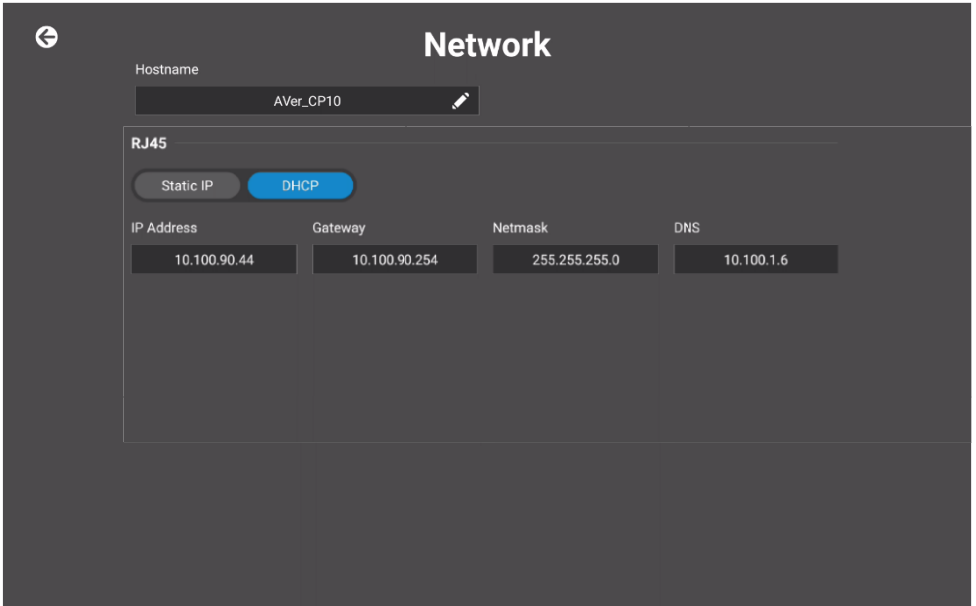 Network
Hostname
AVer_CP10
RJ45
Static IP DHCP
IP Address Gateway Netmask DNS
10.100.90.44 10.100.90.254 255.255.255.0 10.100.1.6